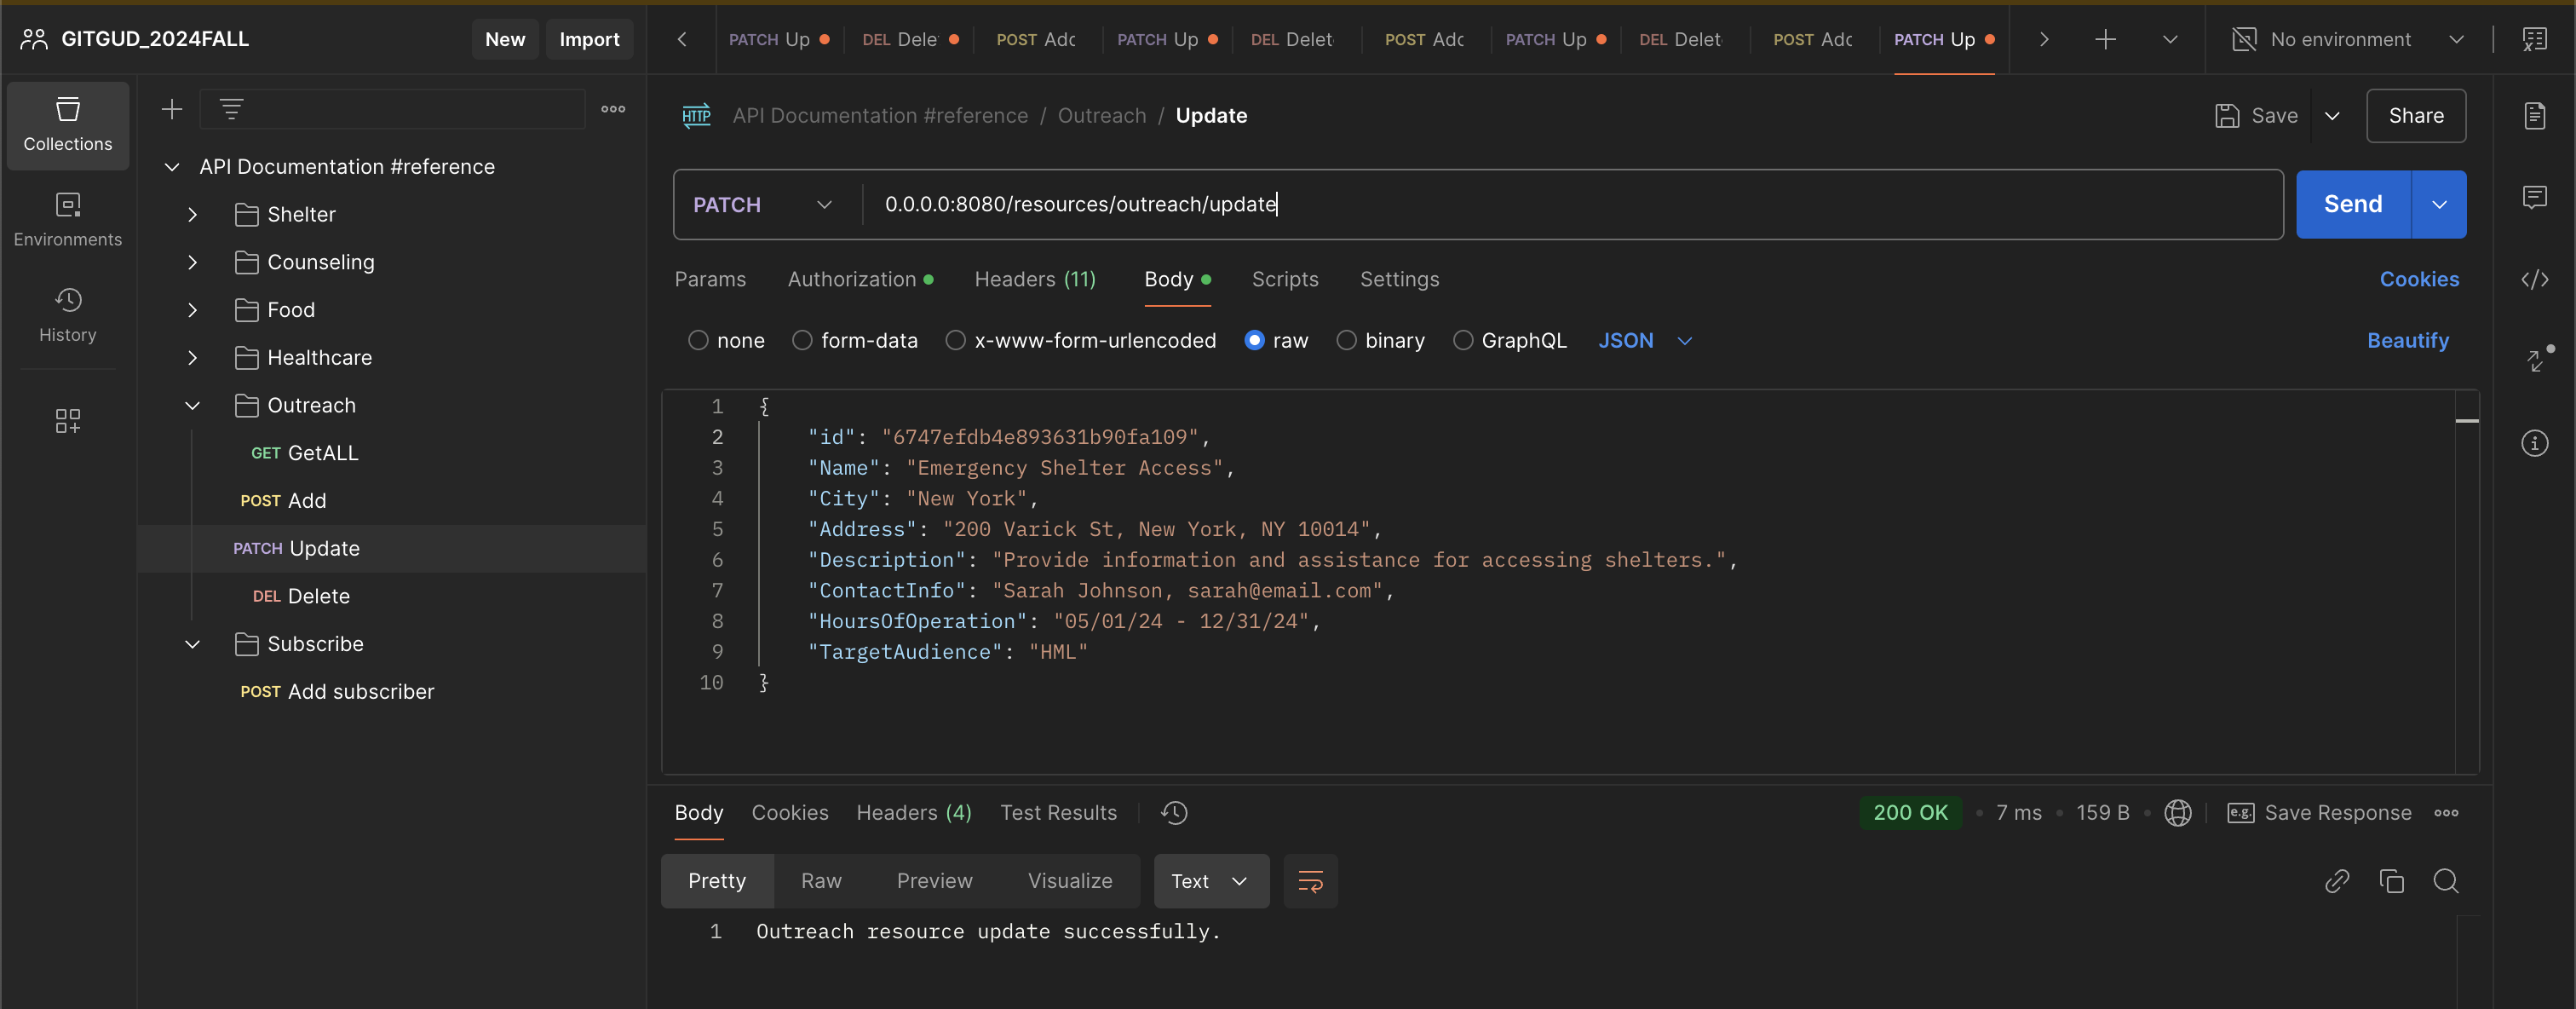 GITGUD_2024FALL
New
Import
PATCH Up
DEL Dele
POST Adc
PATCH Up
DEL Delet
POST Adc
PATCH Up
DEL Delet
POST Adc
PATCH Up
No environment
Collections
Environments
History
API Documentation #reference
Shelter
Counseling
Food
Healthcare
Outreach
GET GetALL
POST Add
PATCH Update
DEL Delete
Subscribe
POST Add subscriber
HTTP
API Documentation #reference / Outreach / Update
Save
Share
PATCH
0.0.0.0:8080/resources/outreach/update
Send
Params
Authorization
Headers (11)
Body
Scripts
Settings
Cookies
none
form-data
x-www-form-urlencoded
raw
binary
GraphQL
JSON
Beautify
1 {
2 "id": "6747efdb4e893631b90fa109",
3 "Name": "Emergency Shelter Access",
4 "City": "New York",
5 "Address": "200 Varick St, New York, NY 10014",
6 "Description": "Provide information and assistance for accessing shelters.",
7 "ContactInfo": "Sarah Johnson, sarah@email.com",
8 "HoursOfOperation": "05/01/24 - 12/31/24",
9 "TargetAudience": "HML"
10 }
Body
Cookies
Headers (4)
Test Results
200 OK
7 ms
159 B
e.g.
Save Response
Pretty
Raw
Preview
Visualize
Text
1 Outreach resource update successfully.